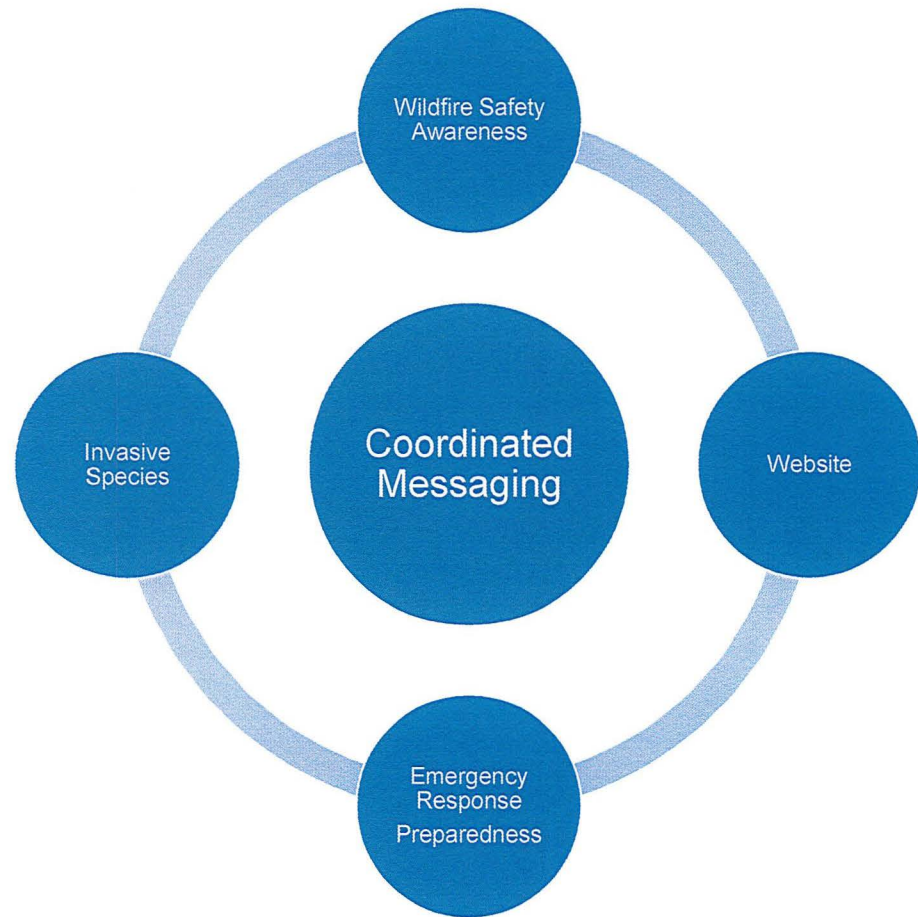 Wildfire Safety
Awareness
Invasive
Species
Coordinated
Messaging
Website
Emergency
Response
Preparedness